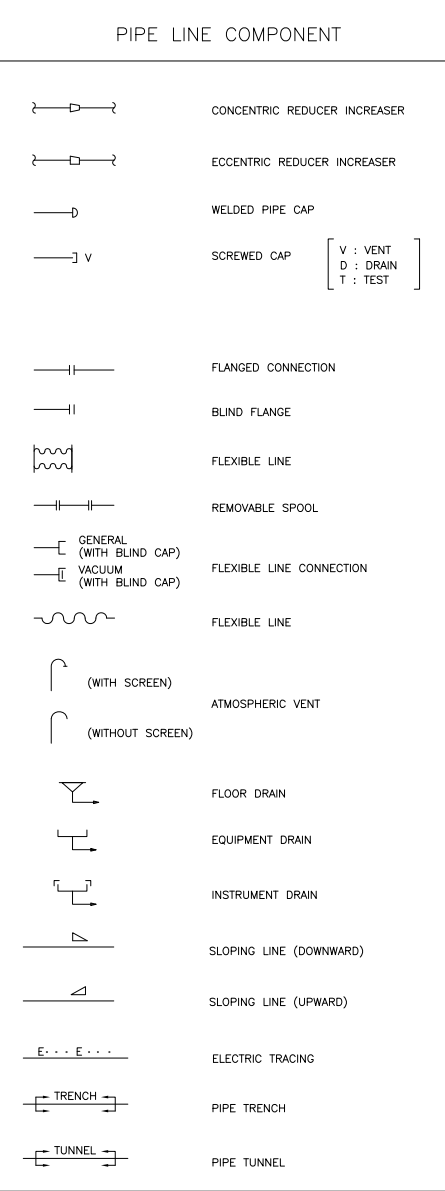 PIPE LINE COMPONENT
CONCENTRIC REDUCER INCREASER
ECCENTRIC REDUCER INCREASER
WELDED PIPE CAP
V
SCREWED CAP
V : VENT
D : DRAIN
T : TEST
FLANGED CONNECTION
BLIND FLANGE
FLEXIBLE LINE
REMOVABLE SPOOL
GENERAL
(WITH BLIND CAP)
VACUUM
(WITH BLIND CAP)
FLEXIBLE LINE CONNECTION
FLEXIBLE LINE
(WITH SCREEN)
(WITHOUT SCREEN)
ATMOSPHERIC VENT
FLOOR DRAIN
EQUIPMENT DRAIN
INSTRUMENT DRAIN
SLOPING LINE (DOWNWARD)
SLOPING LINE (UPWARD)
E · · · E · · ·
ELECTRIC TRACING
TRENCH
PIPE TRENCH
TUNNEL
PIPE TUNNEL